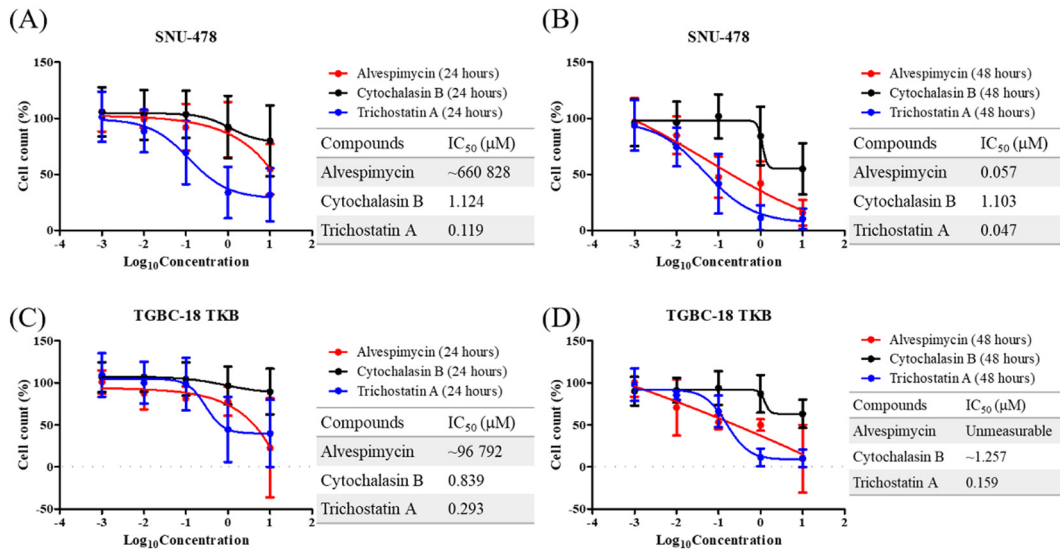 (A)
SNU-478
Cell count (%)
150
100
50
0
-4 -3 -2 -1 0 1 2
Log10Concentration
Alvespimycin (24 hours)
Cytochalasin B (24 hours)
Trichostatin A (24 hours)
Compounds IC50 (μM)
Alvespimycin ~660 828
Cytochalasin B 1.124
Trichostatin A 0.119
(B)
SNU-478
Cell count (%)
150
100
50
0
-4 -3 -2 -1 0 1 2
Log10Concentration
Alvespimycin (48 hours)
Cytochalasin B (48 hours)
Trichostatin A (48 hours)
Compounds IC50 (μM)
Alvespimycin 0.057
Cytochalasin B 1.103
Trichostatin A 0.047
(C)
TGBC-18 TKB
Cell count (%)
150
100
50
0
-50
-4 -3 -2 -1 0 1 2
Log10Concentration
Alvespimycin (24 hours)
Cytochalasin B (24 hours)
Trichostatin A (24 hours)
Compounds IC50 (μM)
Alvespimycin ~96 792
Cytochalasin B 0.839
Trichostatin A 0.293
(D)
TGBC-18 TKB
Cell count (%)
150
100
50
0
-50
-4 -3 -2 -1 0 1 2
Log10Concentration
Alvespimycin (48 hours)
Cytochalasin B (48 hours)
Trichostatin A (48 hours)
Compounds IC50 (μM)
Alvespimycin Unmeasurable
Cytochalasin B ~1.257
Trichostatin A 0.159